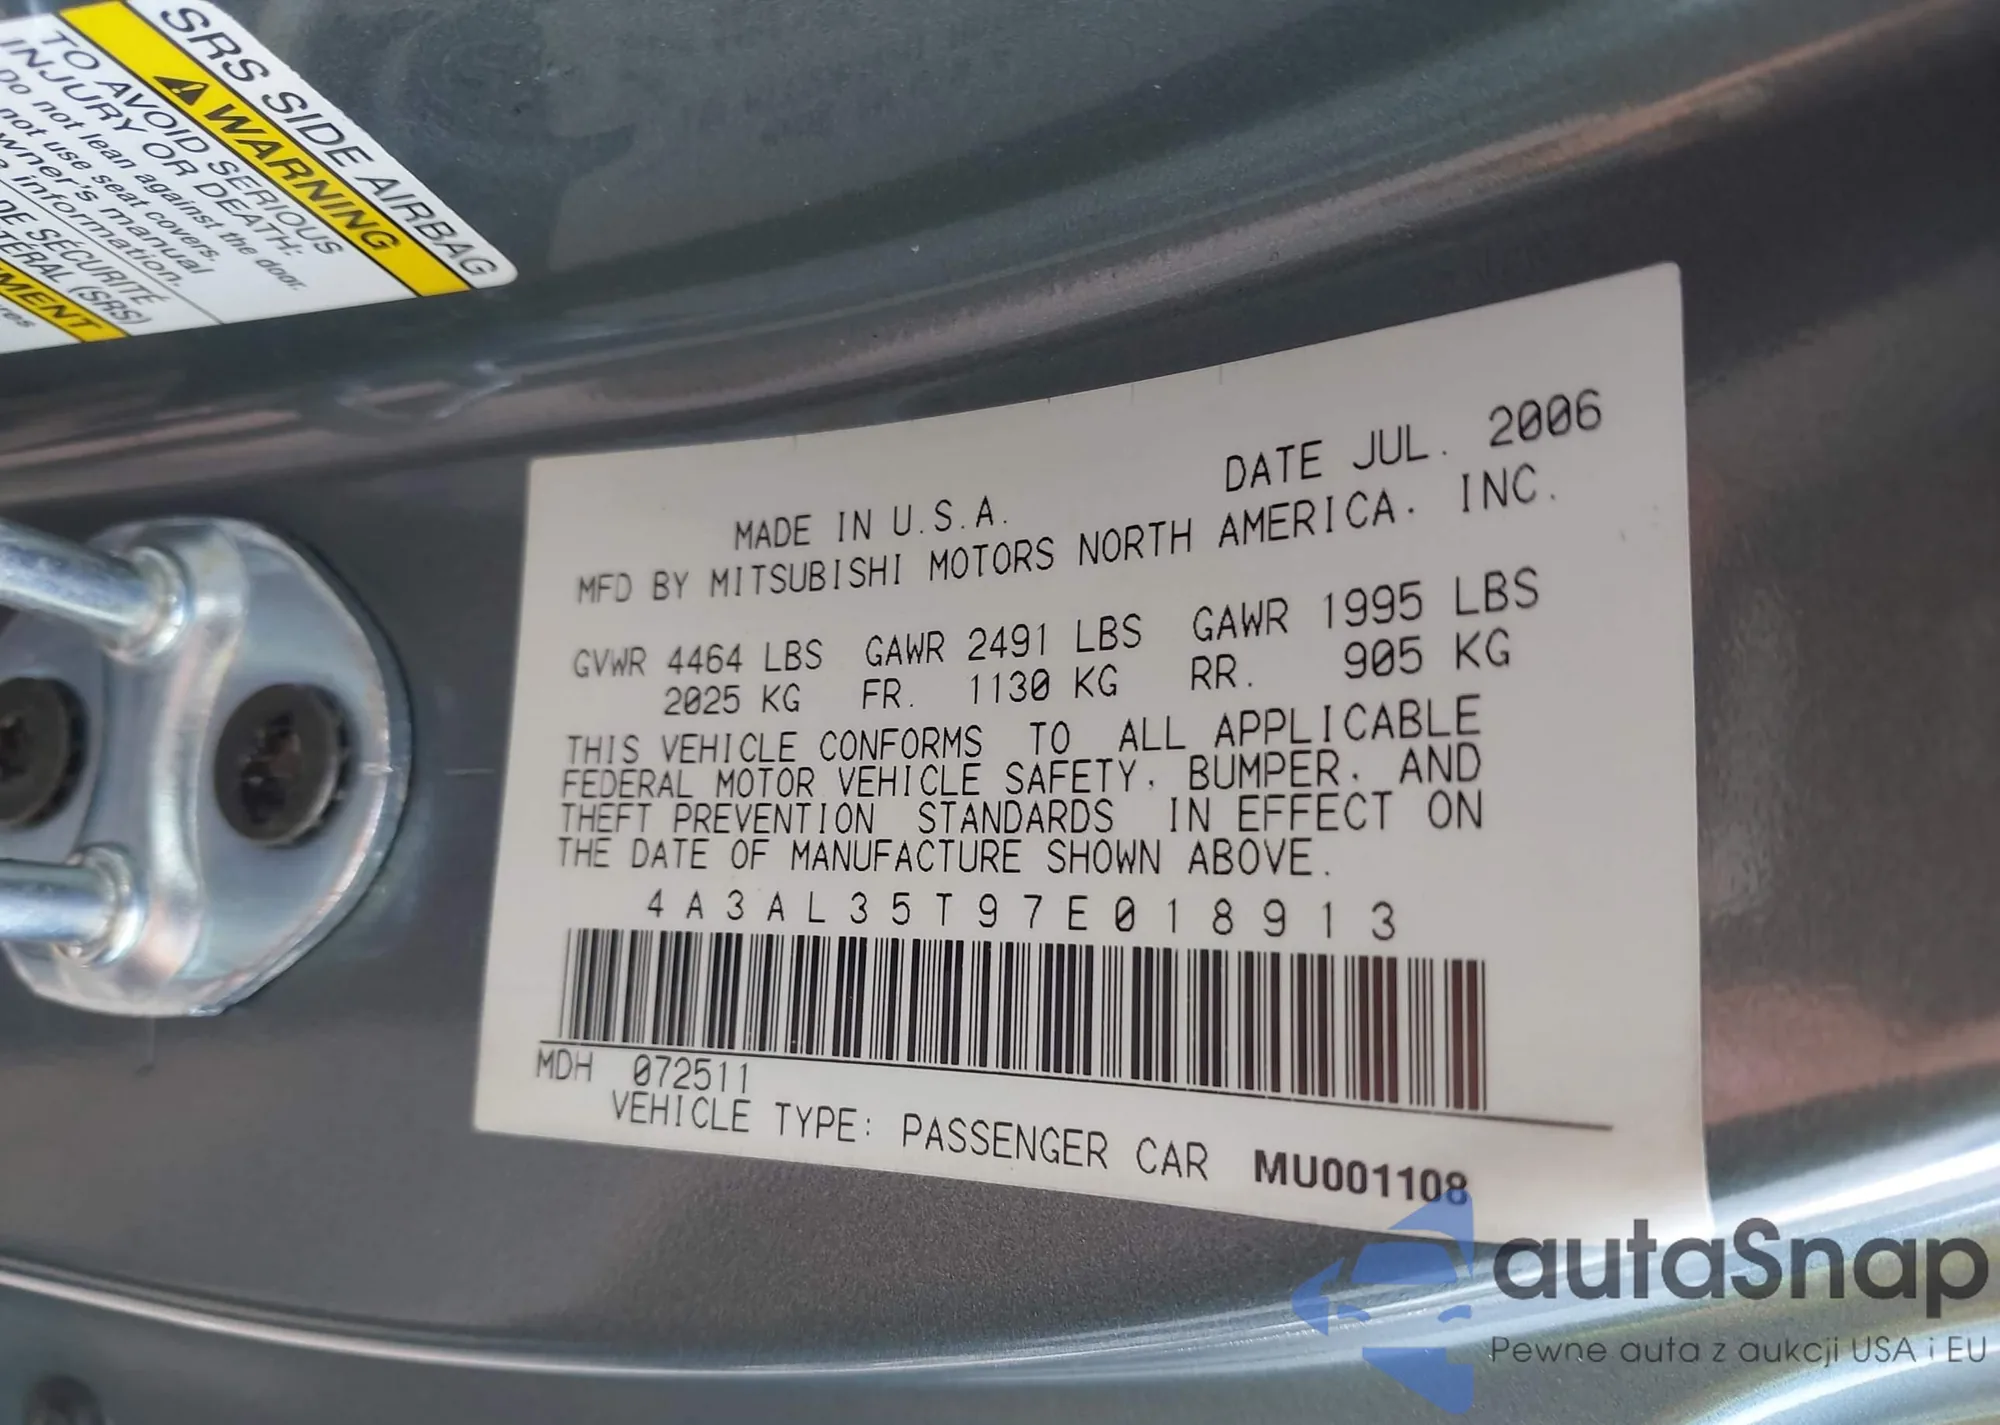 SRS SIDE AIRBAG
WARNING
TO AVOID SERIOUS
INJURY OR DEATH:
Do not lean against the door.
not use seat covers.
owner's manual
information.
DE SÉCURITÉ
LATÉRAL (SRS)
DATE JUL. 2006
MADE IN U.S.A.
MFD BY MITSUBISHI MOTORS NORTH AMERICA. INC.
GVWR 4464 LBS GAWR 2491 LBS GAWR 1995 LBS
2025 KG FR. 1130 KG RR. 905 KG
THIS VEHICLE CONFORMS TO ALL APPLICABLE
FEDERAL MOTOR VEHICLE SAFETY, BUMPER. AND
THEFT PREVENTION STANDARDS IN EFFECT ON
THE DATE OF MANUFACTURE SHOWN ABOVE.
4A3AL35T97E018913
MDH 072511
VEHICLE TYPE: PASSENGER CAR MU001108
autaSnap
Pewne auta z aukcji USA i EU